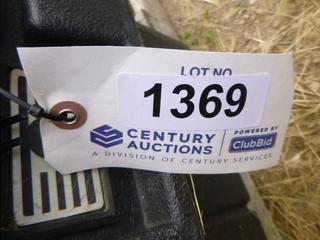 LOT NO.
1369
CENTURY AUCTIONS
POWERED BY
ClubBid
A DIVISION OF CENTURY SERVICES